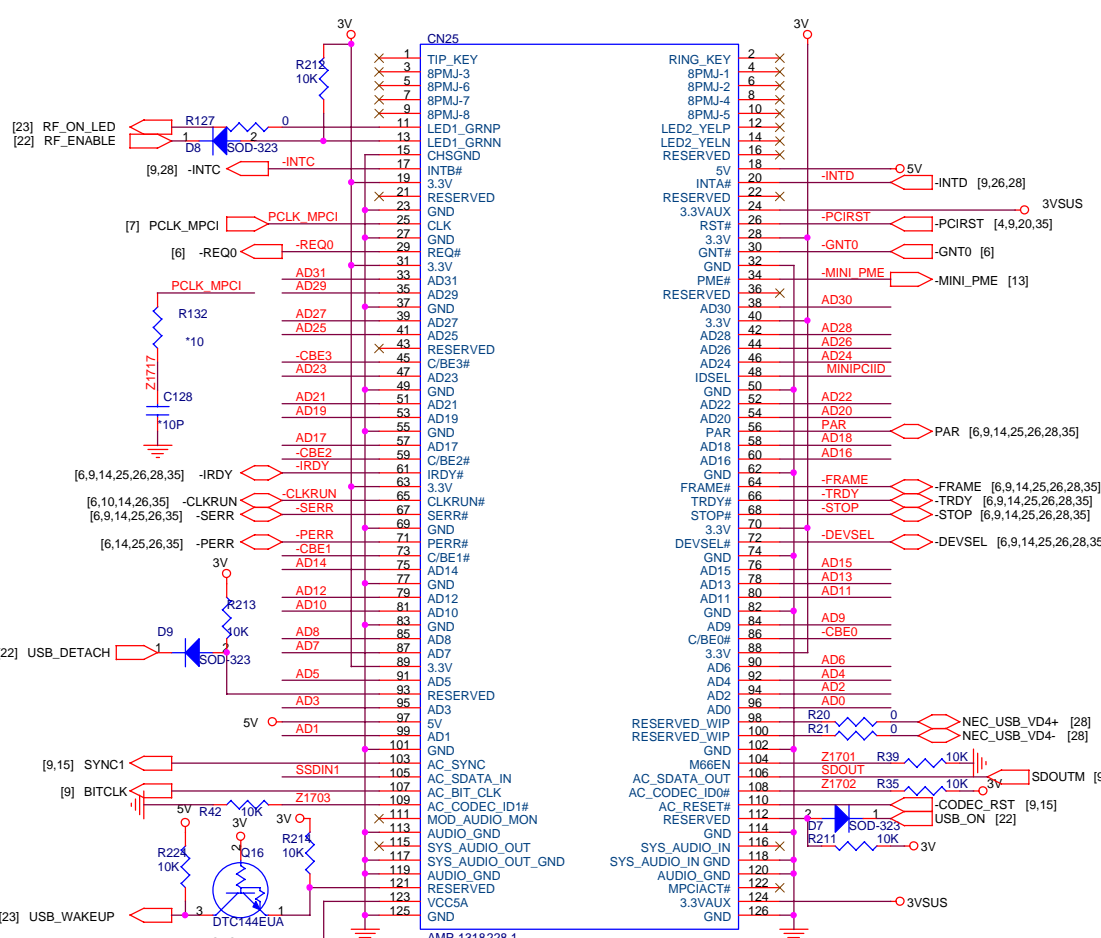 3V
3V
CN25
1 TIP_KEY RING_KEY 2
3 8PMJ-3 8PMJ-1 4
5 8PMJ-6 8PMJ-2 6
7 8PMJ-7 8PMJ-4 8
9 8PMJ-8 8PMJ-5 10
R212
10K
[23] RF_ON_LED R127 0 11 LED1_GRNP LED2_YELP 12
[22] RF_ENABLE 1 D8 2 SOD-323 13 LED1_GRNN LED2_YELN 14
15 CHSGND RESERVED 16
[9,28] -INTC -INTC 17 INTB# 5V 18 5V
19 3.3V INTA# 20 -INTD -INTD [9,26,28]
21 RESERVED RESERVED 22
23 GND 3.3VAUX 24 3VSUS
[7] PCLK_MPCI PCLK_MPCI 25 CLK RST# 26 -PCIRST -PCIRST [4,9,20,35]
27 GND 3.3V 28
[6] -REQ0 -REQ0 29 REQ# GNT# 30 -GNT0 -GNT0 [6]
31 3.3V GND 32
AD31 33 AD31 PME# 34 -MINI_PME -MINI_PME [13]
PCLK_MPCI AD29 35 AD29 RESERVED 36
37 GND AD30 38 AD30
R132
*10
Z1717
C128
*10P
AD27 39 AD27 3.3V 40
AD25 41 AD25 AD28 42 AD28
43 RESERVED AD26 44 AD26
-CBE3 45 C/BE3# AD24 46 AD24
AD23 47 AD23 IDSEL 48 MINIPCIID
49 GND GND 50
AD21 51 AD21 AD22 52 AD22
AD19 53 AD19 AD20 54 AD20
55 GND PAR 56 PAR PAR [6,9,14,25,26,28,35]
AD17 57 AD17 AD18 58 AD18
-CBE2 59 C/BE2# AD16 60 AD16
[6,9,14,25,26,28,35] -IRDY -IRDY 61 IRDY# GND 62
63 3.3V FRAME# 64 -FRAME -FRAME [6,9,14,25,26,28,35]
[6,10,14,26,35] -CLKRUN -CLKRUN 65 CLKRUN# TRDY# 66 -TRDY -TRDY [6,9,14,25,26,28,35]
[6,9,14,25,26,35] -SERR -SERR 67 SERR# STOP# 68 -STOP -STOP [6,9,14,25,26,28,35]
69 GND 3.3V 70
[6,14,25,26,35] -PERR -PERR 71 PERR# DEVSEL# 72 -DEVSEL -DEVSEL [6,9,14,25,26,28,35
-CBE1 73 C/BE1# GND 74
AD14 75 AD14 AD15 76 AD15
77 GND AD13 78 AD13
AD12 79 AD12 AD11 80 AD11
AD10 81 AD10 GND 82
83 GND AD9 84 AD9
AD8 85 AD8 C/BE0# 86 -CBE0
AD7 87 AD7 3.3V 88
3V
R213
10K
22] USB_DETACH 1 D9 2 SOD-323
89 3.3V AD6 90 AD6
AD5 91 AD5 AD4 92 AD4
93 RESERVED AD2 94 AD2
AD3 95 AD3 AD0 96 AD0
5V 97 5V RESERVED_WIP 98 R20 0 NEC_USB_VD4+ [28]
AD1 99 AD1 RESERVED_WIP 100 R21 0 NEC_USB_VD4- [28]
101 GND GND 102
[9,15] SYNC1 103 AC_SYNC M66EN 104 Z1701 R39 10K
SSDIN1 105 AC_SDATA_IN AC_SDATA_OUT 106 SDOUT SDOUTM [9
[9] BITCLK 107 AC_BIT_CLK AC_CODEC_ID0# 108 Z1702 R35 10K 3V
R42 10K Z1703 109 AC_CODEC_ID1# AC_RESET# 110 -CODEC_RST [9,15]
111 MOD_AUDIO_MON RESERVED 112 2 D7 SOD-323 1 USB_ON [22]
113 AUDIO_GND GND 114
115 SYS_AUDIO_OUT SYS_AUDIO_IN 116 R211 10K 3V
117 SYS_AUDIO_OUT_GND SYS_AUDIO_IN GND 118
119 AUDIO_GND AUDIO_GND 120
121 RESERVED MPCIACT# 122
123 VCC5A 3.3VAUX 124 3VSUS
125 GND GND 126
5V
3V
3V
R224
10K
2
Q16
R214
10K
[23] USB_WAKEUP 3 1
DTC144EUA
AMP 1318228-1